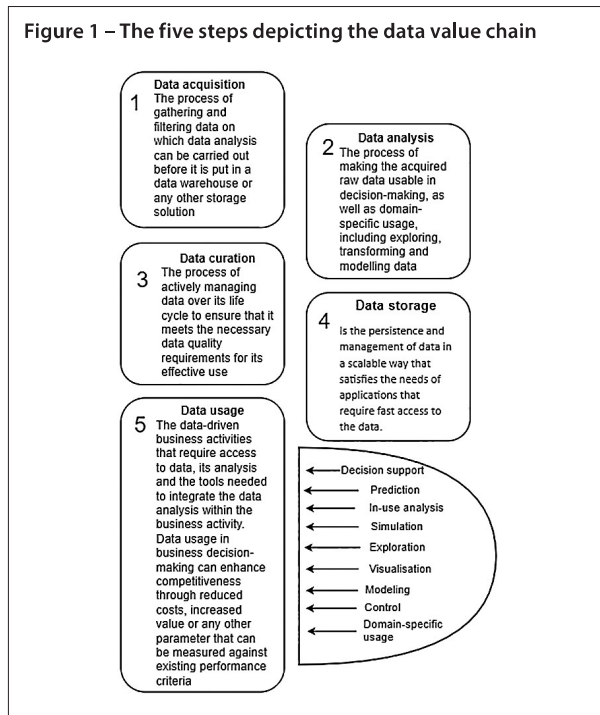 Figure 1 – The five steps depicting the data value chain
1
Data acquisition
The process of
gathering and
filtering data on
which data analysis
can be carried out
before it is put in a
data warehouse or
any other storage
solution
2
Data analysis
The process of
making the acquired
raw data usable in
decision-making, as
well as domain-
specific usage,
including exploring,
transforming and
modelling data
3
Data curation
The process of
actively managing
data over its life
cycle to ensure that it
meets the necessary
data quality
requirements for its
effective use
4
Data storage
Is the persistence and
management of data in
a scalable way that
satisfies the needs of
applications that
require fast access to
the data.
5
Data usage
The data-driven
business activities
that require access
to data, its analysis
and the tools needed
to integrate the data
analysis within the
business activity.
Data usage in
business decision-
making can enhance
competitiveness
through reduced
costs, increased
value or any other
parameter that can
be measured against
existing performance
criteria
Decision support
Prediction
In-use analysis
Simulation
Exploration
Visualisation
Modeling
Control
Domain-specific
usage